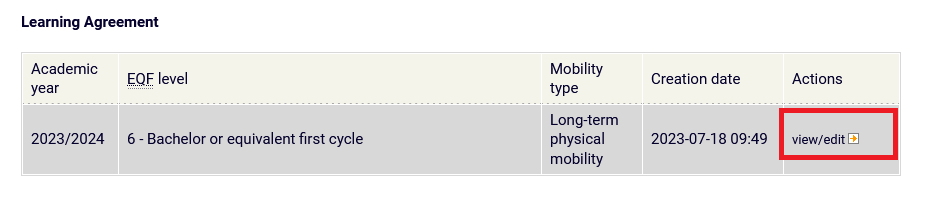 Learning Agreement
Academic year
EQF level
Mobility type
Creation date
Actions
2023/2024
6 - Bachelor or equivalent first cycle
Long-term physical mobility
2023-07-18 09:49
view/edit